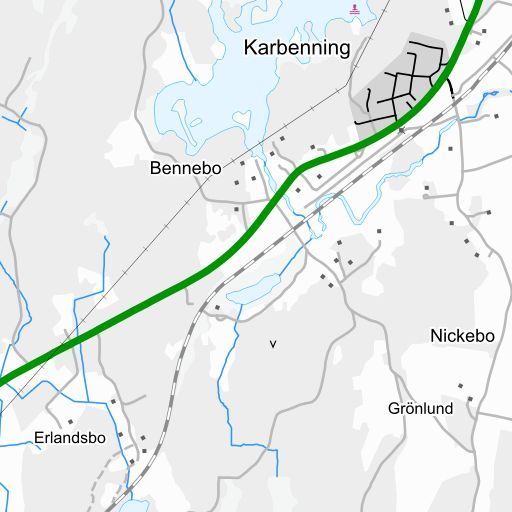 Karbenning
Bennebo
Nickebo
Grönlund
Erlandsbo